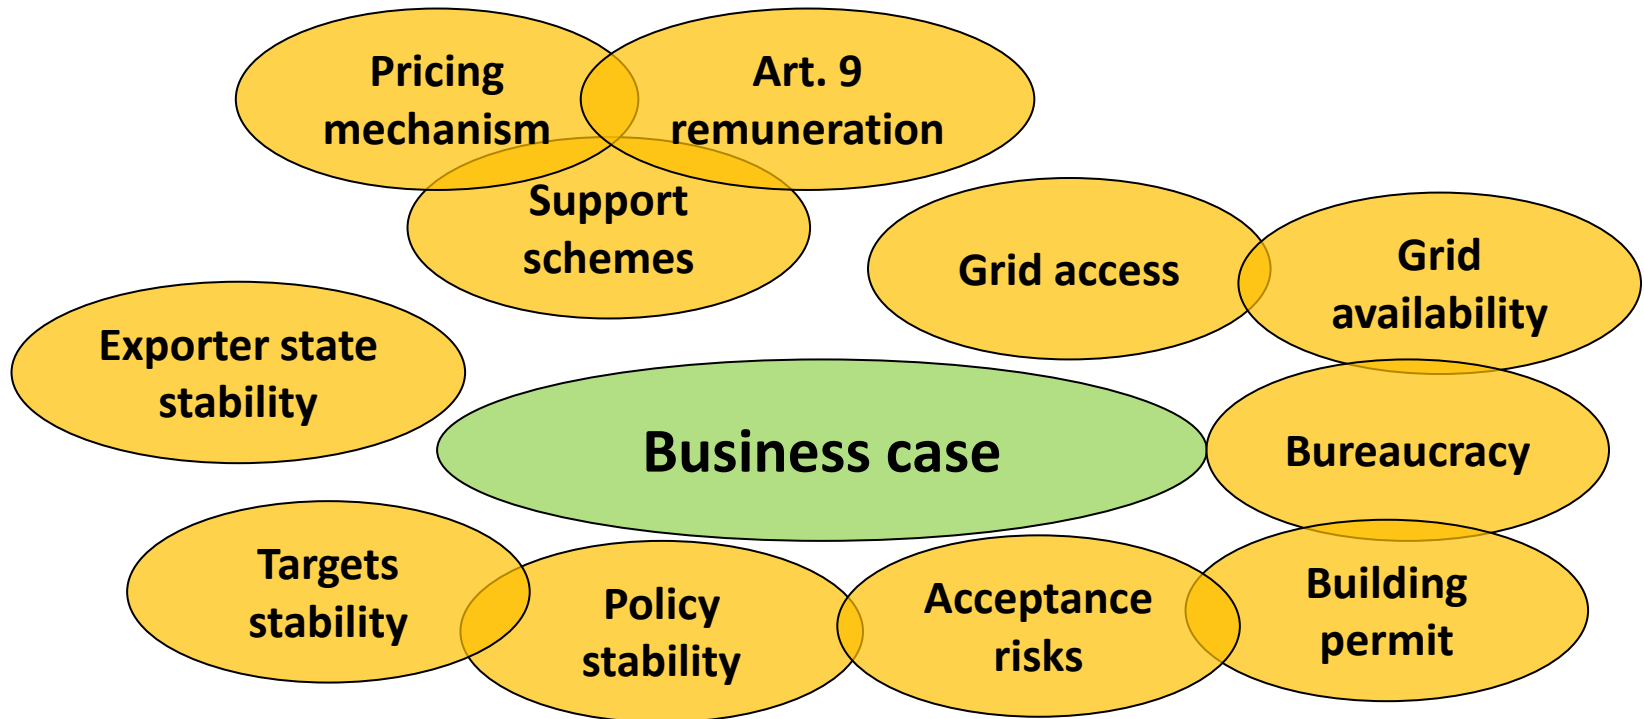 Pricing
mechanism
Art. 9
remuneration
Support
schemes
Grid access
Grid
availability
Exporter state
stability
Business case
Bureaucracy
Targets
stability
Policy
stability
Acceptance
risks
Building
permit